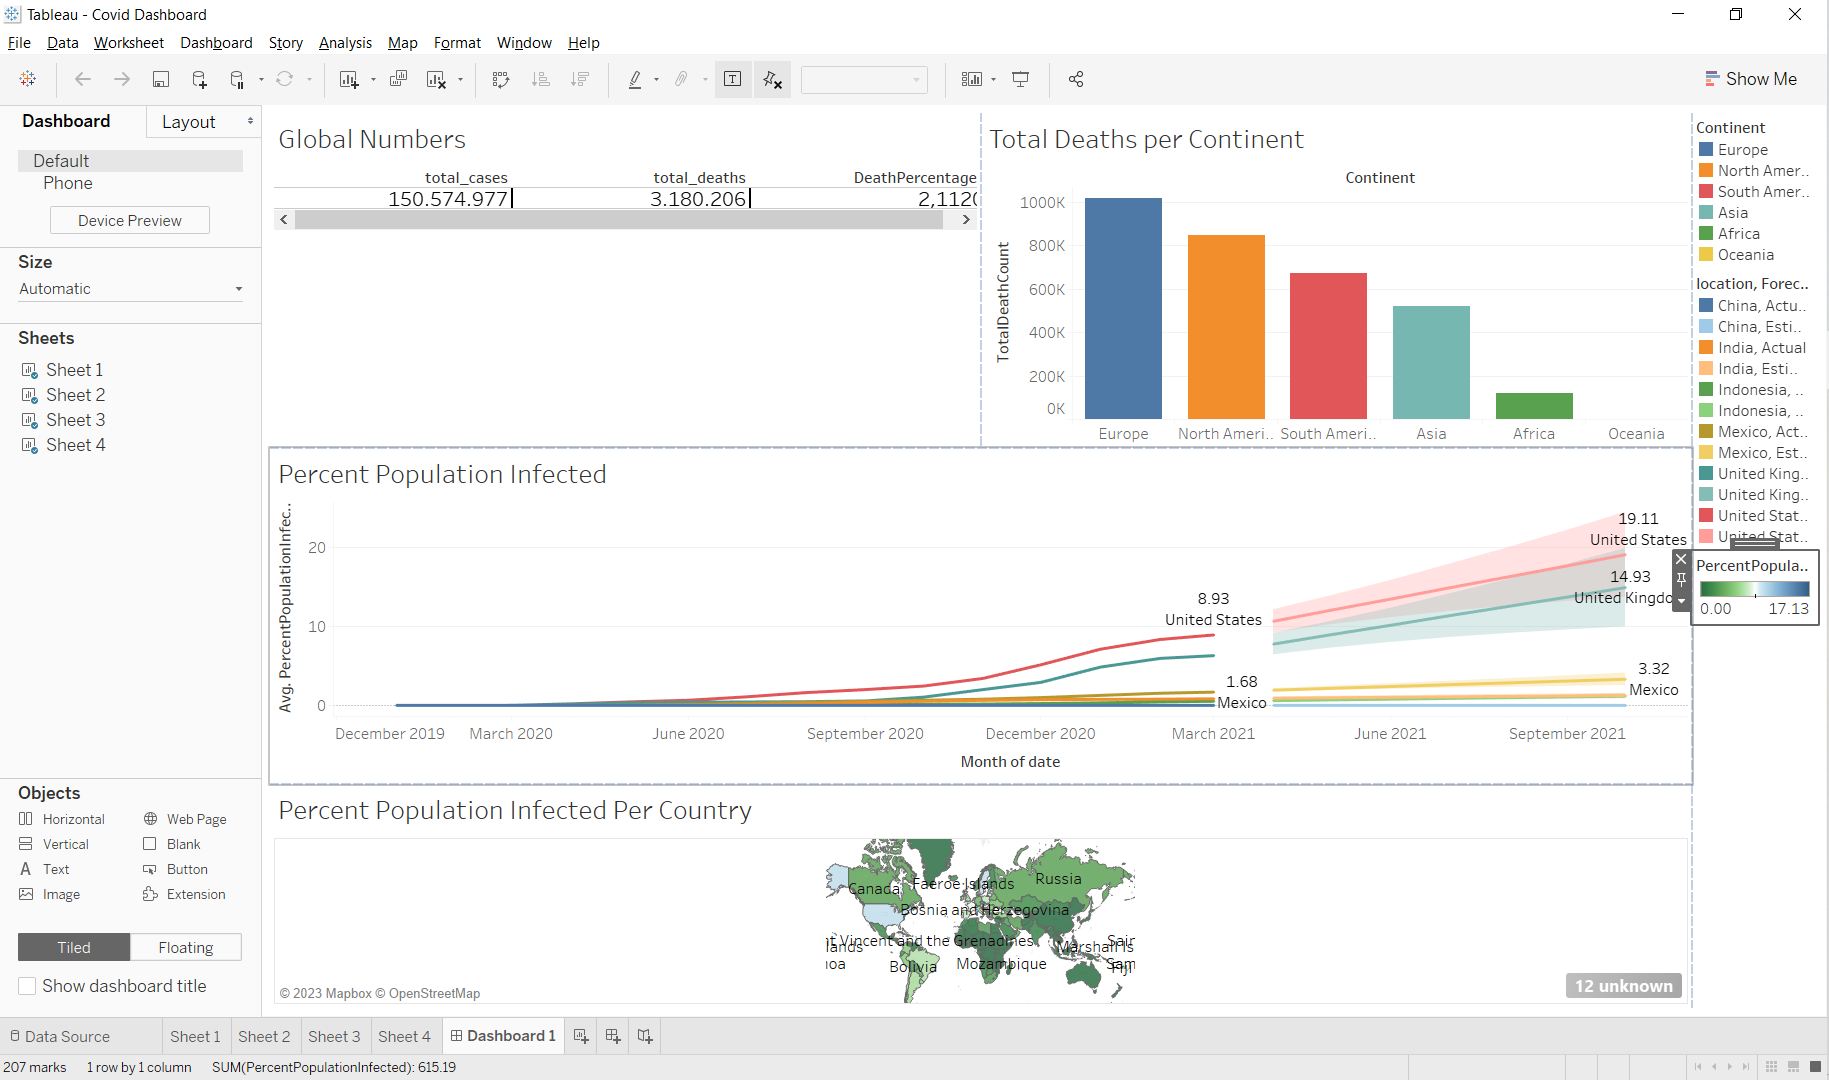 Tableau - Covid Dashboard
File Data Worksheet Dashboard Story Analysis Map Format Window Help
Show Me
Dashboard Layout
Default
Phone
Device Preview
Size
Automatic
Sheets
Sheet 1
Sheet 2
Sheet 3
Sheet 4
Objects
Horizontal Web Page
Vertical Blank
Text Button
Image Extension
Tiled Floating
Show dashboard title
Global Numbers
total_cases total_deaths DeathPercentage
150.574.977 3.180.206 2,1120
Total Deaths per Continent
Continent
TotalDeathCount
1000K
800K
600K
400K
200K
0K
Europe North Ameri.. South Ameri.. Asia Africa Oceania
Continent
Europe
North Amer..
South Amer..
Asia
Africa
Oceania
location, Forec..
China, Actu..
China, Esti..
India, Actual
India, Esti..
Indonesia, ..
Indonesia, ..
Mexico, Act..
Mexico, Est..
United King..
United King..
United Stat..
United Stat..
PercentPopula..
0.00 17.13
Percent Population Infected
Avg. PercentPopulationInfec..
20
10
0
19.11
United States
14.93
United Kingdo
8.93
United States
1.68
Mexico
3.32
Mexico
December 2019 March 2020 June 2020 September 2020 December 2020 March 2021 June 2021 September 2021
Month of date
Percent Population Infected Per Country
Canada Faeroe Islands Russia
Bosnia and Herzegovina
nt Vincent and the Grenadines
lands Marshall Is Sair
noa Bolivia Mozambique Fiji Sam
© 2023 Mapbox © OpenStreetMap
12 unknown
Data Source Sheet 1 Sheet 2 Sheet 3 Sheet 4 Dashboard 1
207 marks 1 row by 1 column SUM(PercentPopulationInfected): 615.19